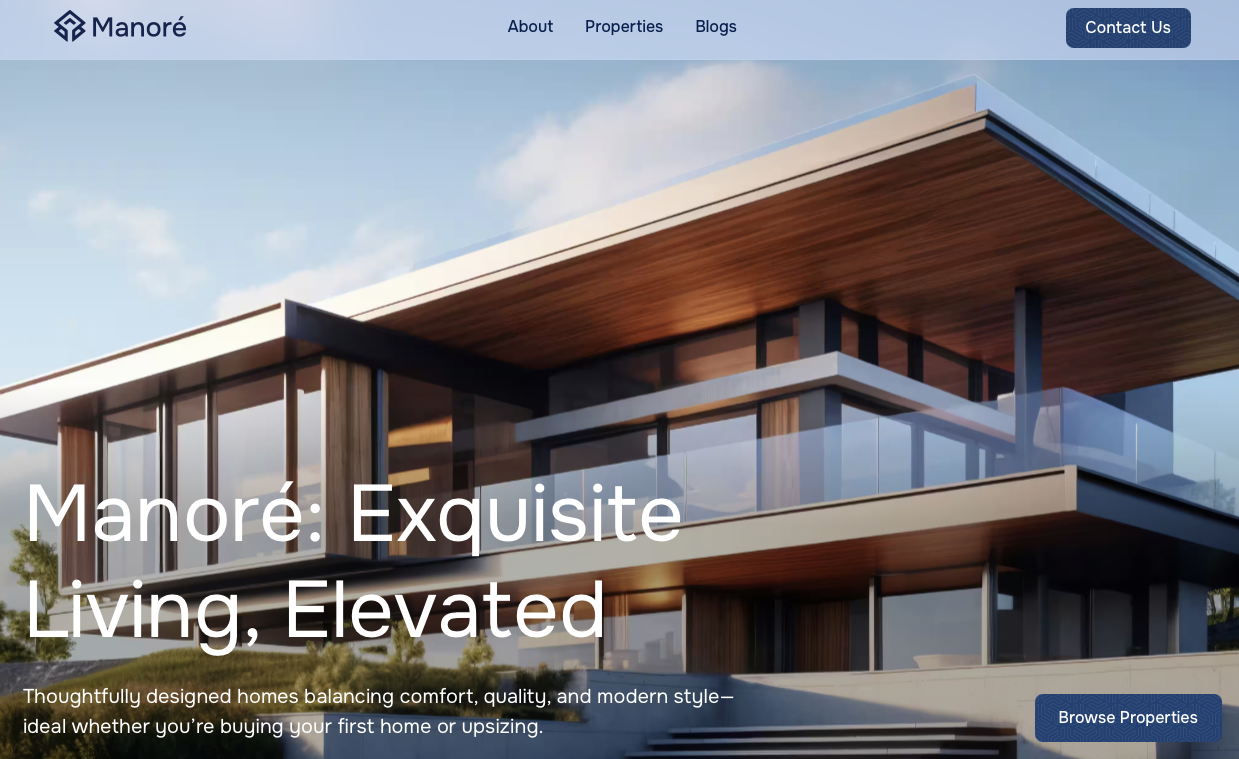 Manoré
About
Properties
Blogs
Contact Us
Manoré: Exquisite
Living, Elevated
Thoughtfully designed homes balancing comfort, quality, and modern style—
ideal whether you’re buying your first home or upsizing.
Browse Properties